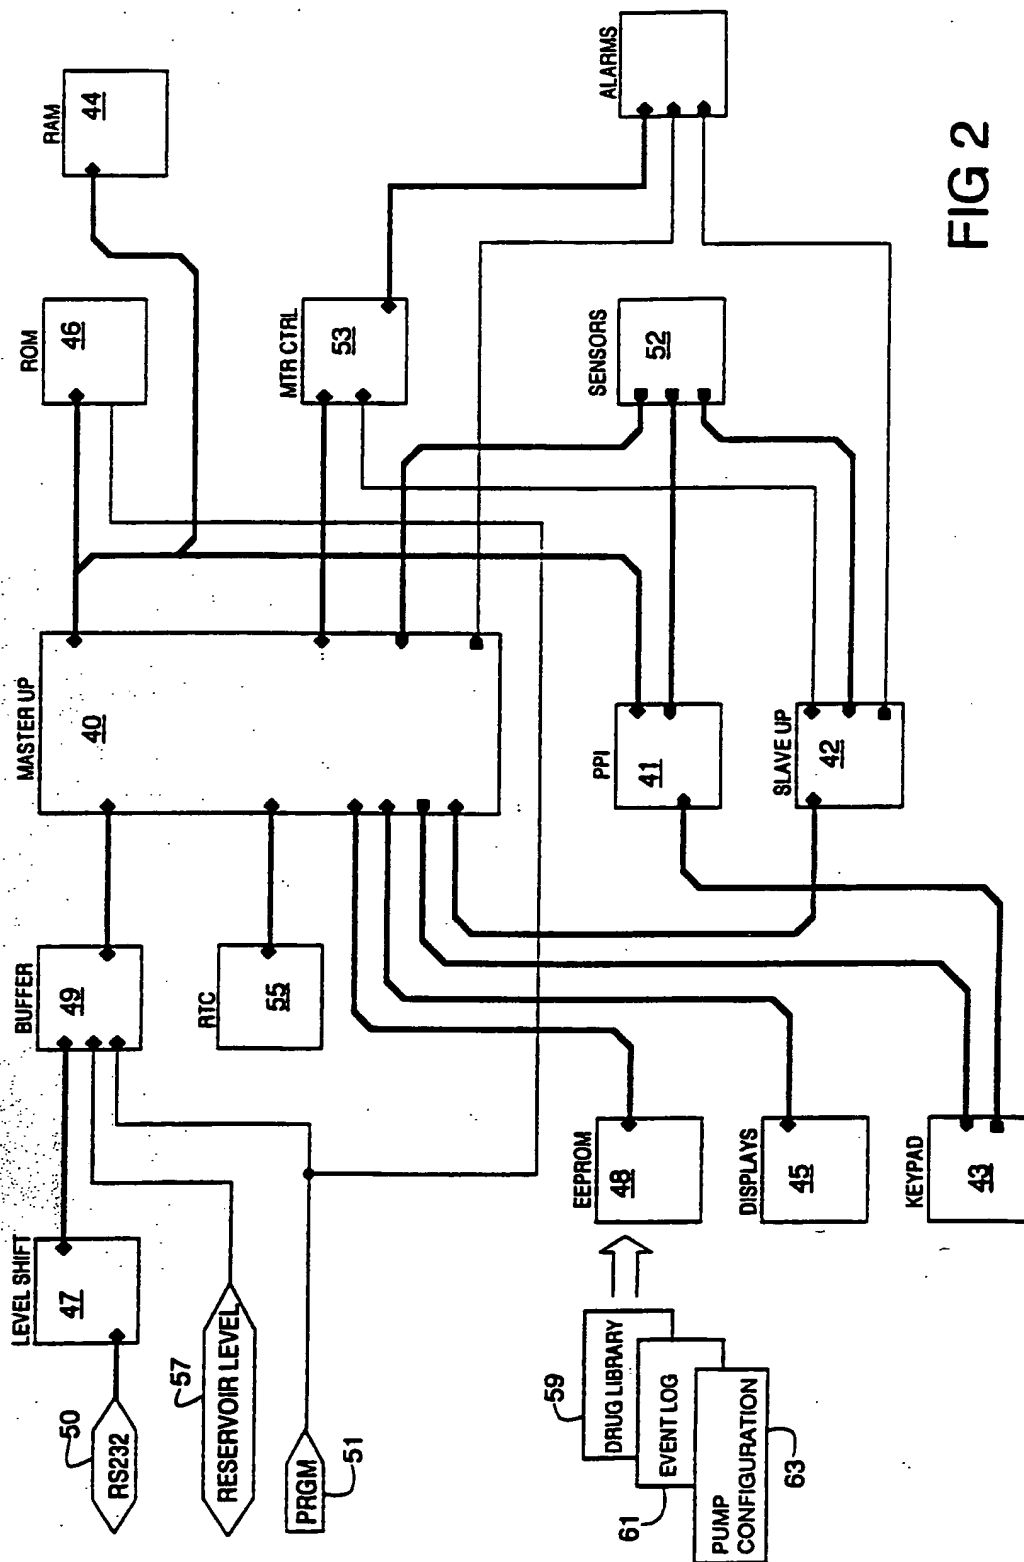 RAM
44
ALARMS
ROM
46
MTR CTRL
53
SENSORS
52
MASTER UP
40
PPI
41
SLAVE UP
42
BUFFER
49
RTC
55
LEVEL SHIFT
47
EEPROM
48
DISPLAYS
45
KEYPAD
43
50
RS232
57
RESERVOIR LEVEL
PRGM
51
59
DRUG LIBRARY
61
EVENT LOG
PUMP
CONFIGURATION
63
FIG 2